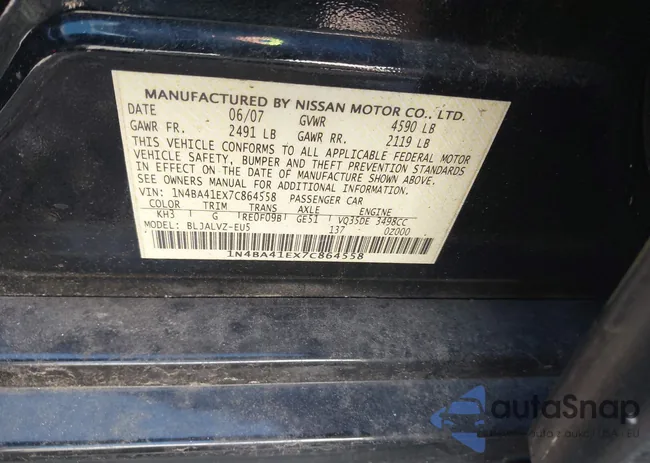 MANUFACTURED BY NISSAN MOTOR CO., LTD.
DATE 06/07 GVWR 4590 LB
GAWR FR. 2491 LB GAWR RR. 2119 LB
THIS VEHICLE CONFORMS TO ALL APPLICABLE FEDERAL MOTOR
VEHICLE SAFETY, BUMPER AND THEFT PREVENTION STANDARDS
IN EFFECT ON THE DATE OF MANUFACTURE SHOWN ABOVE.
SEE OWNERS MANUAL FOR ADDITIONAL INFORMATION.
VIN: 1N4BA41EX7C864558 PASSENGER CAR
COLOR TRIM TRANS AXLE ENGINE
KH3 G RE0F09B GE51 VQ35DE 3498CC
MODEL: BLJALVZ-EU5 137 0Z000
1N4BA41EX7C864558
autaSnap